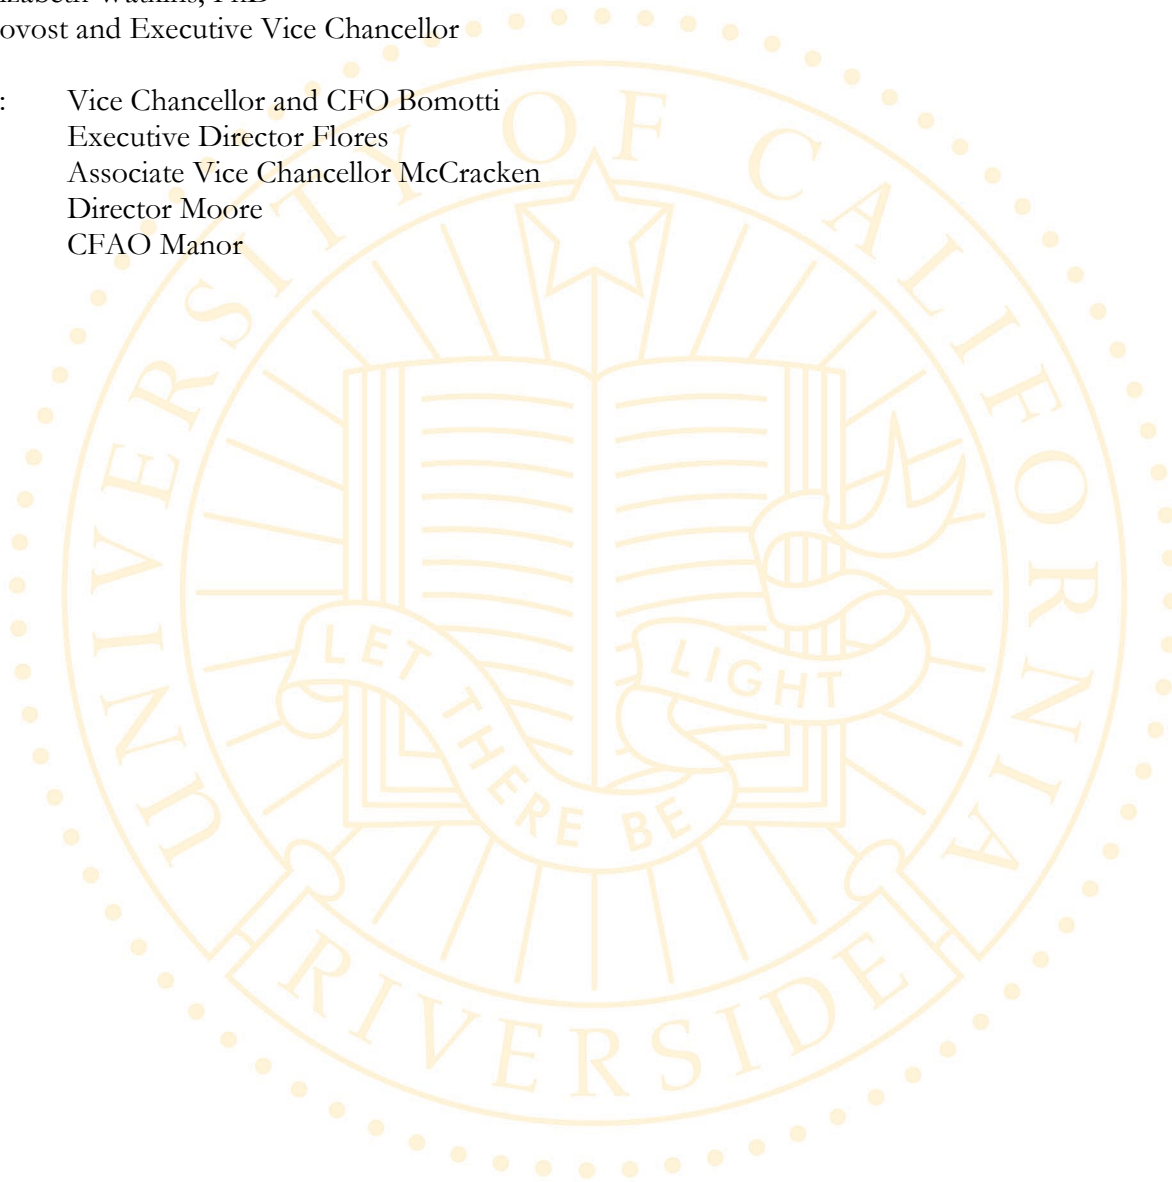 ovost and Executive Vice Chancellor
: Vice Chancellor and CFO Bomotti
Executive Director Flores
Associate Vice Chancellor McCracken
Director Moore
CFAO Manor
UNIVERSITY OF CALIFORNIA
LET THERE BE LIGHT
RIVERSIDE